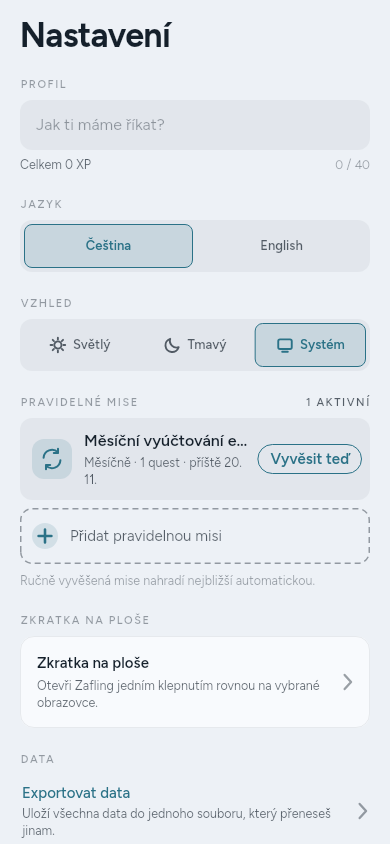 Nastavení
PROFIL
Jak ti máme říkat?
Celkem 0 XP
0 / 40
JAZYK
Čeština
English
VZHLED
Světlý
Tmavý
Systém
PRAVIDELNÉ MISE
1 AKTIVNÍ
Měsíční vyúčtování e...
Měsíčně · 1 quest · příště 20.
11.
Vyvěsit teď
Přidat pravidelnou misi
Ručně vyvěšená mise nahradí nejbližší automatickou.
ZKRATKA NA PLOŠE
Zkratka na ploše
Otevři Zafling jedním klepnutím rovnou na vybrané
obrazovce.
DATA
Exportovat data
Uloží všechna data do jednoho souboru, který přeneseš
jinam.